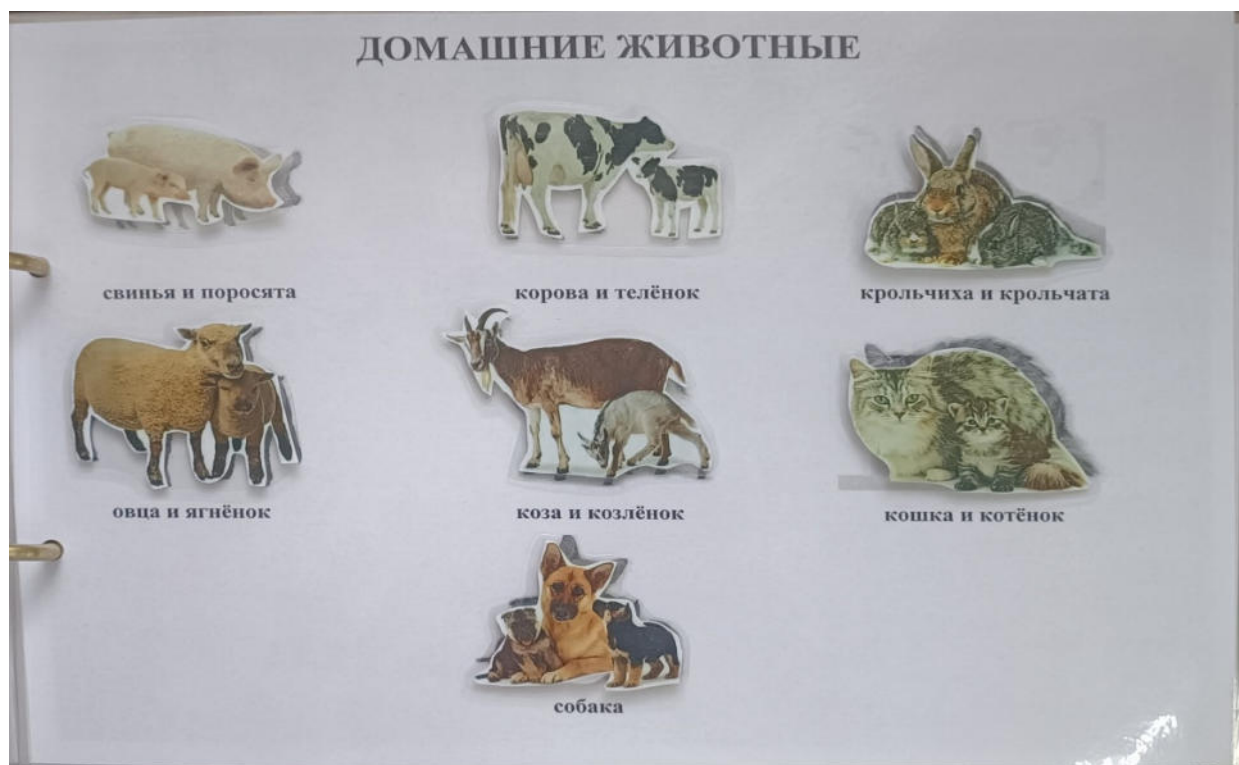 ДОМАШНИЕ ЖИВОТНЫЕ
свинья и поросята
корова и телёнок
крольчиха и крольчата
овца и ягнёнок
коза и козлёнок
кошка и котёнок
собака